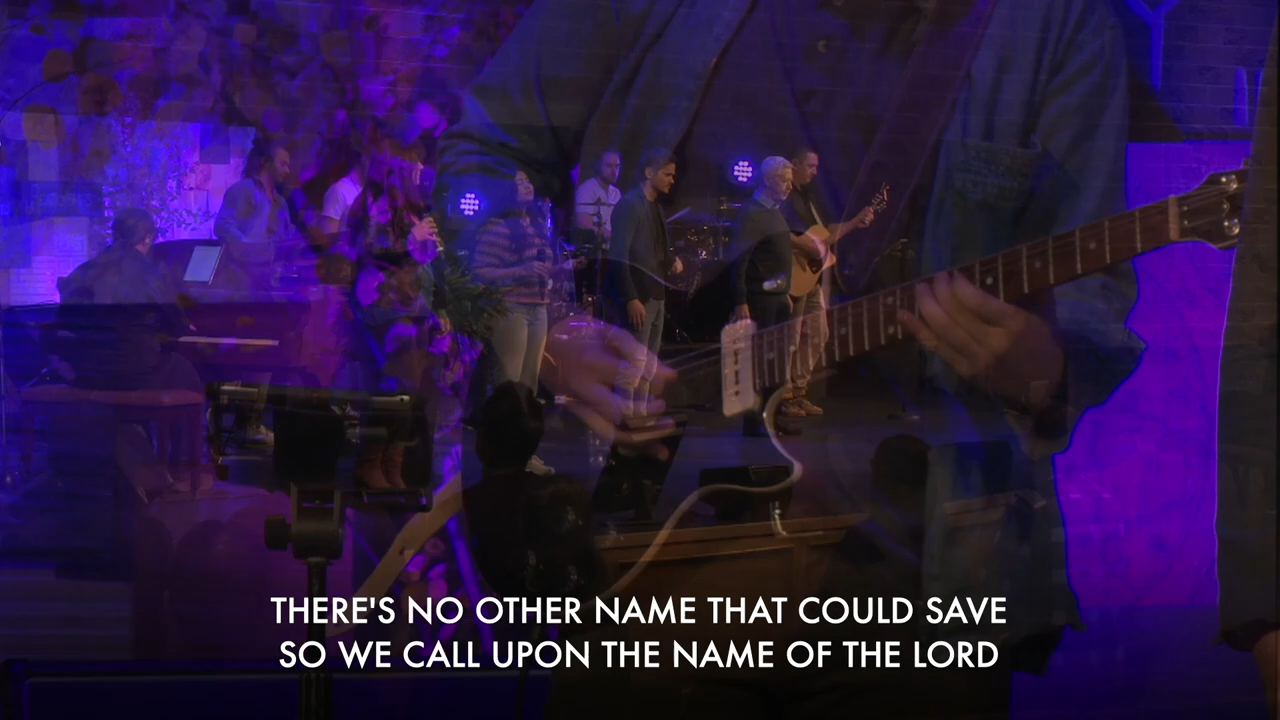 THERE'S NO OTHER NAME THAT COULD SAVE
SO WE CALL UPON THE NAME OF THE LORD